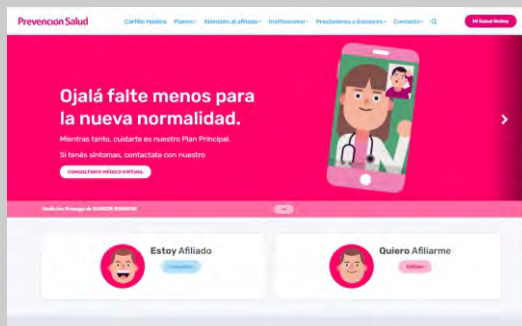 Prevención Salud
Cartilla Médica Planes Atención al afiliado Institucional Prestadores y Asesores Contacto Mi Salud Online
Ojalá falte menos para
la nueva normalidad.
Mientras tanto, cuidarte es nuestro Plan Principal.
Si tenés síntomas, contactate con nuestro
CONSULTORIO MÉDICO VIRTUAL
Estoy Afiliado
Quiero Afiliarme